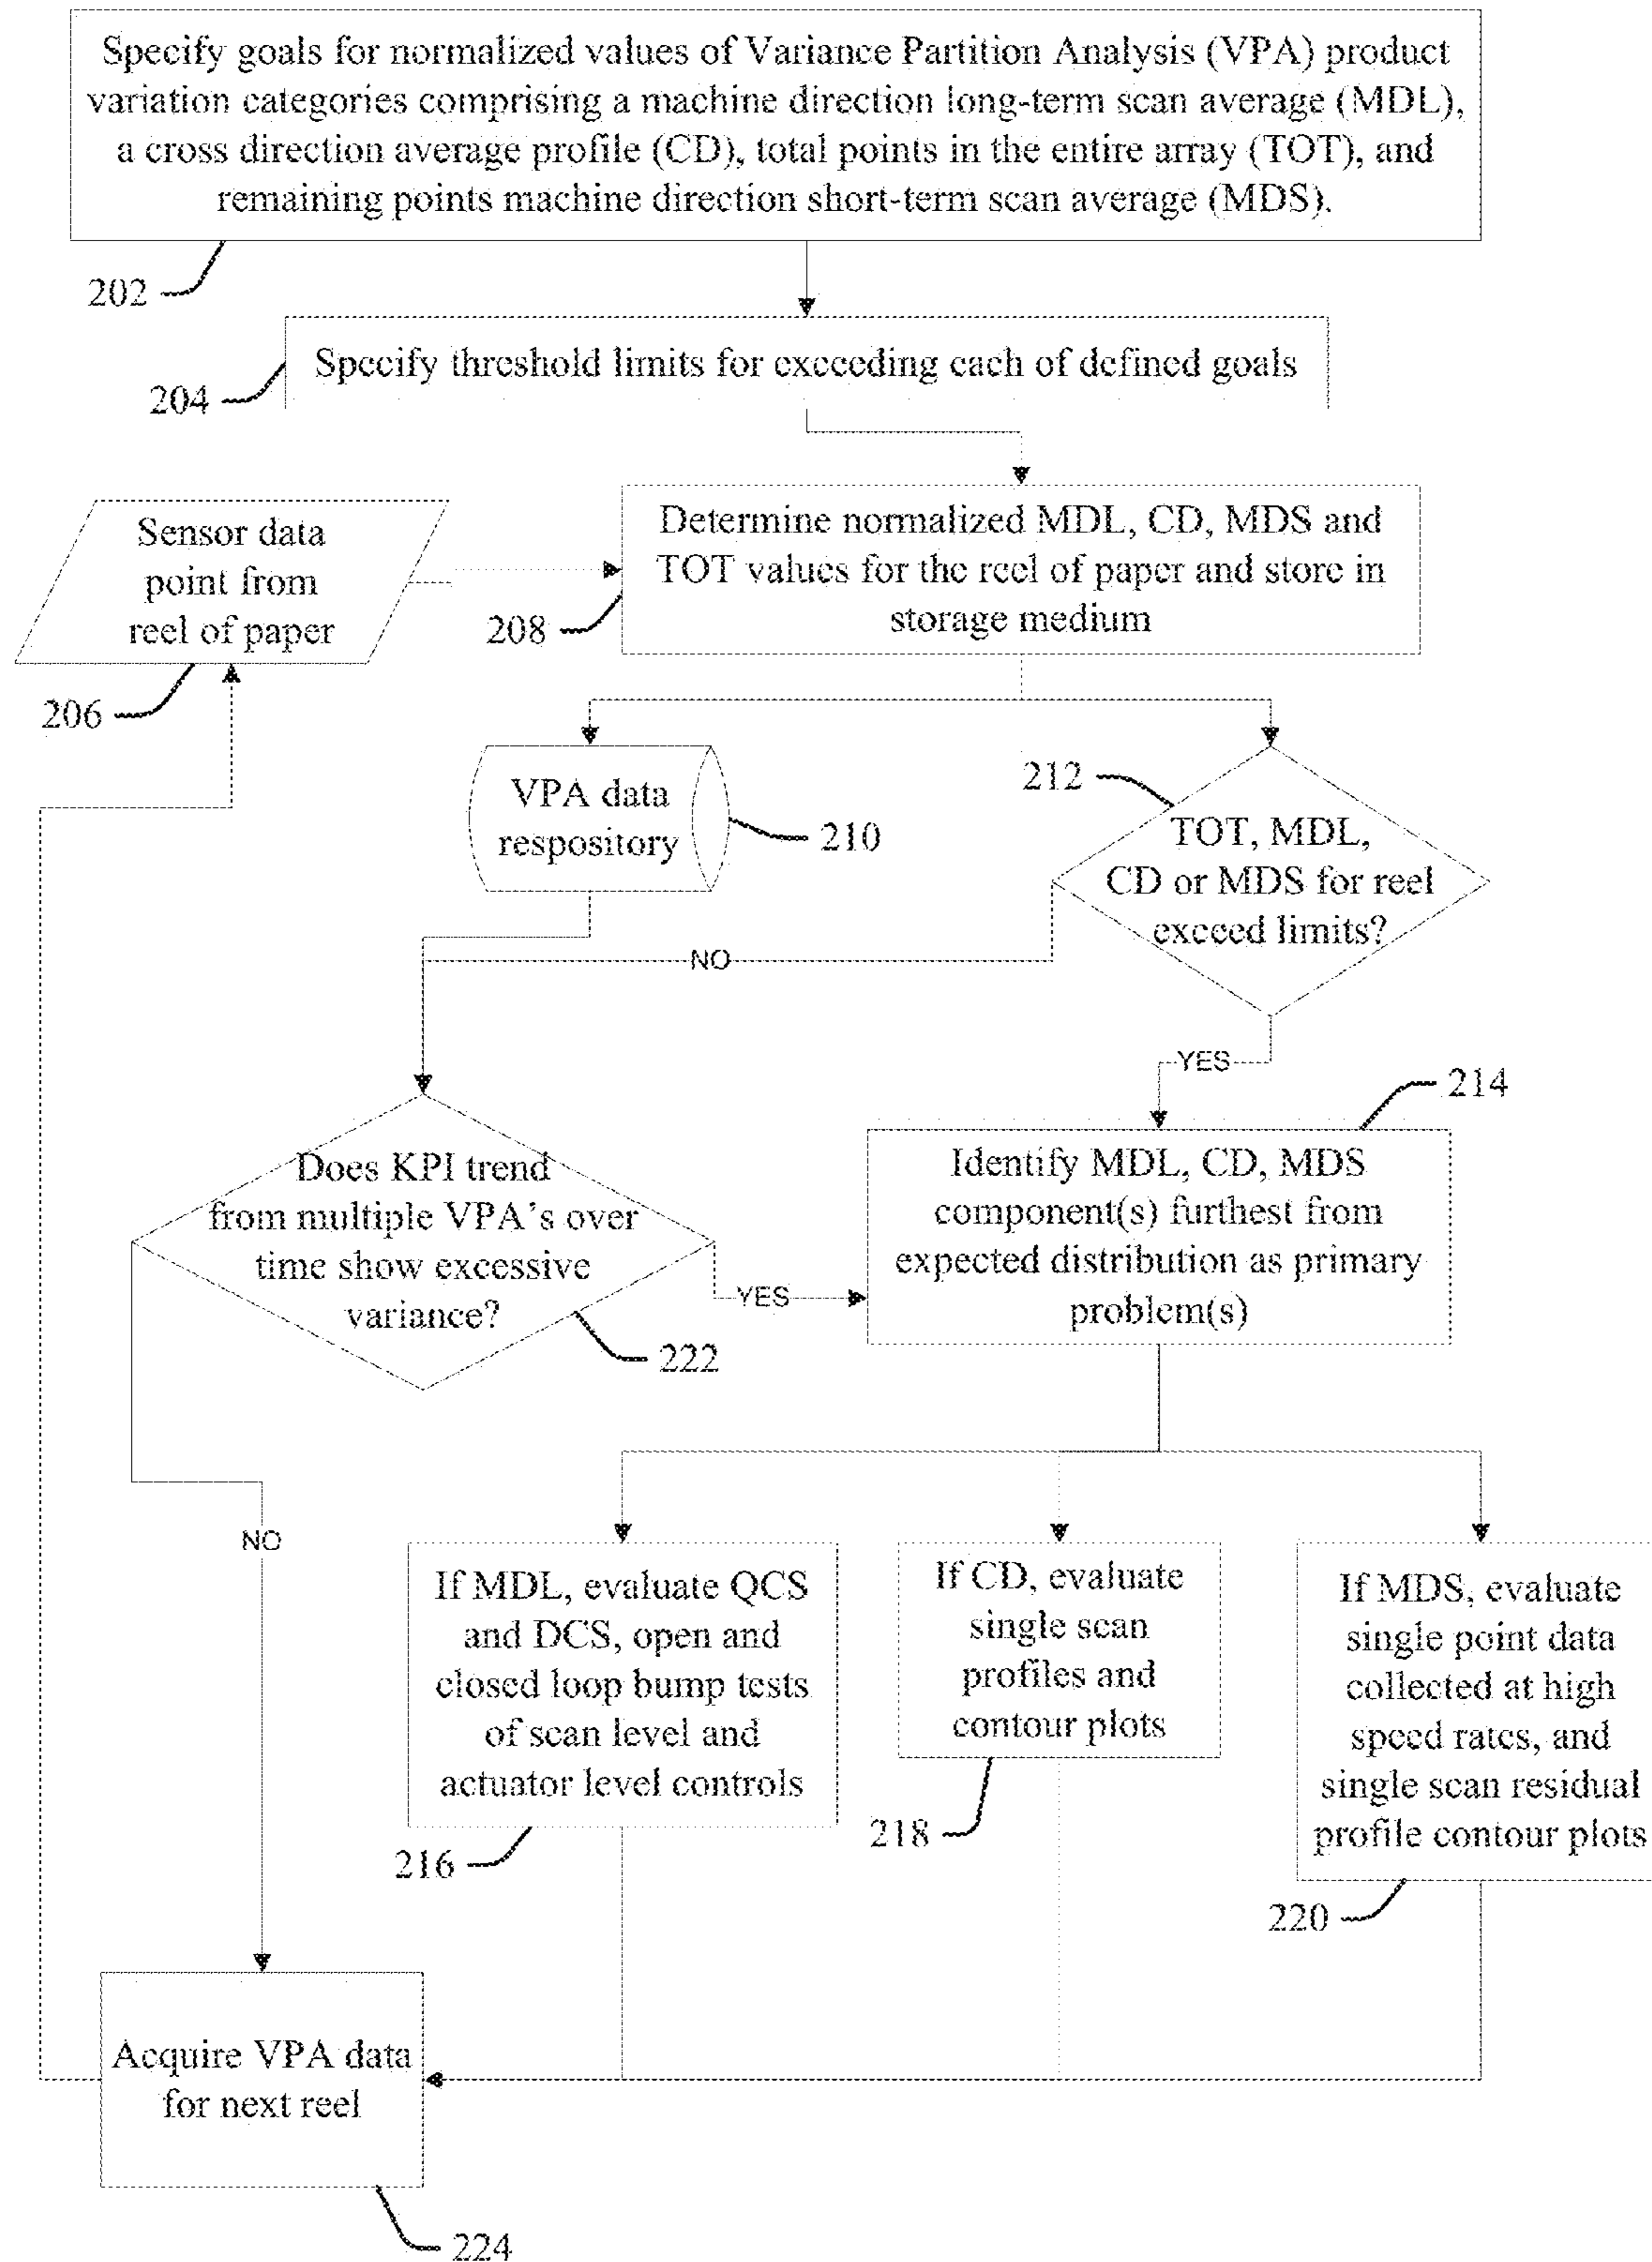 Specify goals for normalized values of Variance Partition Analysis (VPA) product
variation categories comprising a machine direction long-term scan average (MDL),
a cross direction average profile (CD), total points in the entire array (TOT), and
remaining points machine direction short-term scan average (MDS).
202
Specify threshold limits for exceeding each of defined goals
204
Sensor data
point from
reel of paper
206
Determine normalized MDL, CD, MDS and
TOT values for the reel of paper and store in
storage medium
208
VPA data
respository
210
212
TOT, MDL,
CD or MDS for reel
exceed limits?
NO
YES
214
Does KPI trend
from multiple VPA's over
time show excessive
variance?
222
YES
Identify MDL, CD, MDS
component(s) furthest from
expected distribution as primary
problem(s)
NO
If MDL, evaluate QCS
and DCS, open and
closed loop bump tests
of scan level and
actuator level controls
216
If CD, evaluate
single scan
profiles and
contour plots
218
If MDS, evaluate
single point data
collected at high
speed rates, and
single scan residual
profile contour plots
220
Acquire VPA data
for next reel
224